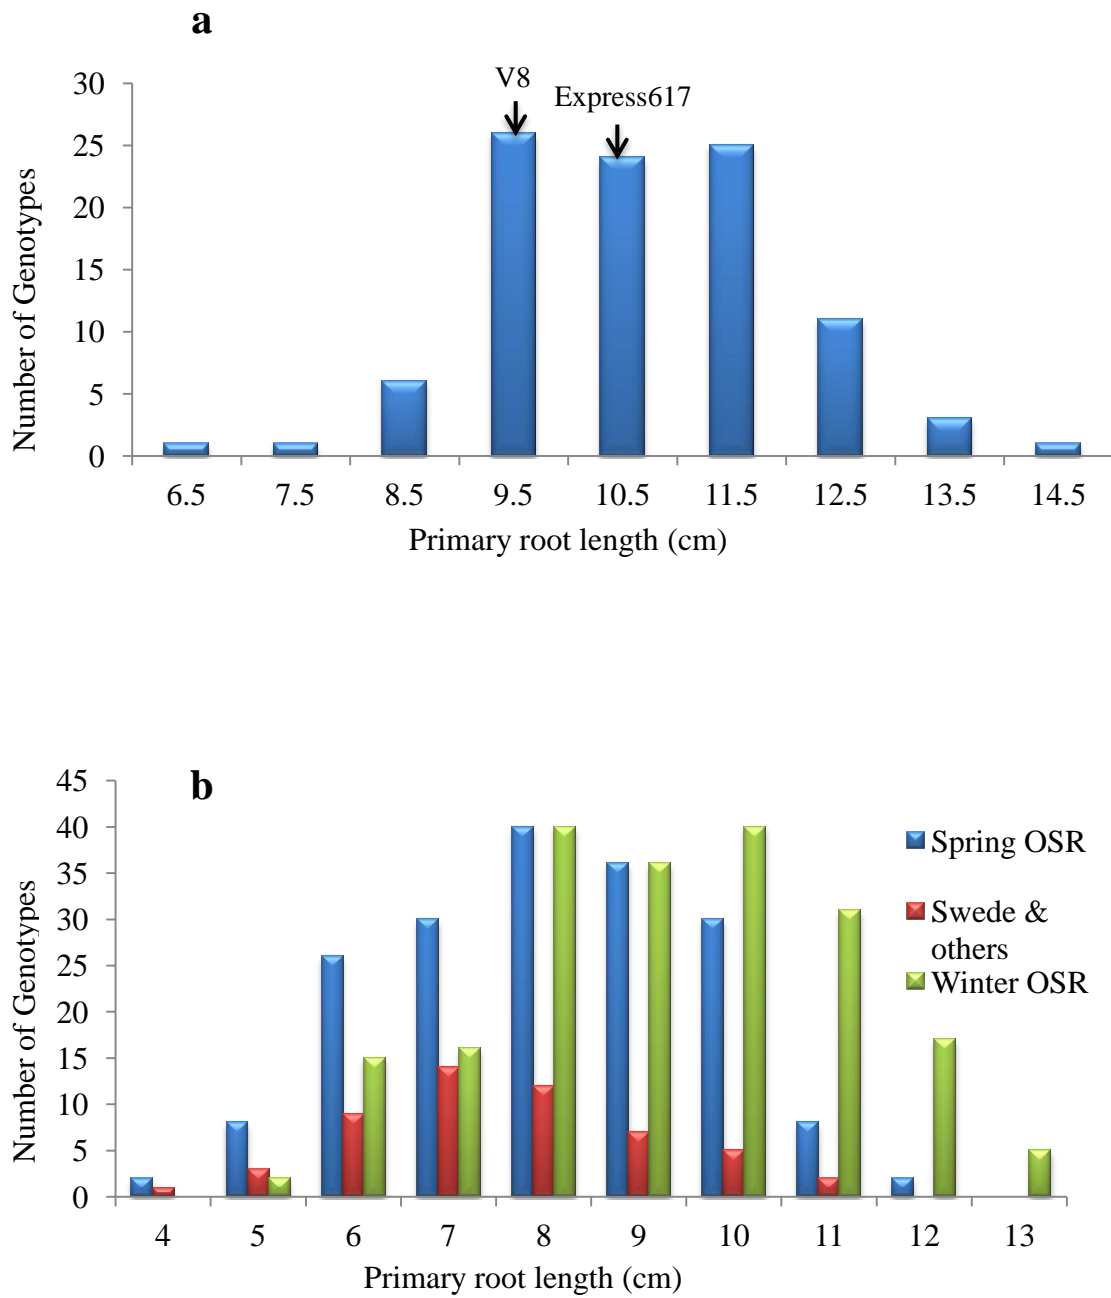 a
V8
Express617
30
25
20
15
10
5
0
Number of Genotypes
6.5 7.5 8.5 9.5 10.5 11.5 12.5 13.5 14.5
Primary root length (cm)
b
45
40
35
30
25
20
15
10
5
0
Number of Genotypes
Spring OSR
Swede &
others
Winter OSR
4 5 6 7 8 9 10 11 12 13
Primary root length (cm)